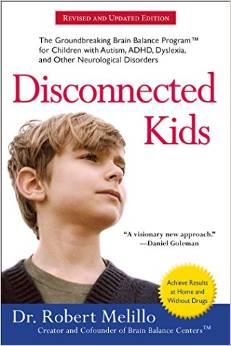 REVISED AND UPDATED EDITION
The Groundbreaking Brain Balance Program™
for Children with Autism, ADHD, Dyslexia,
and Other Neurological Disorders
Disconnected
Kids
"A visionary new approach."
—Daniel Goleman
Achieve Results
at Home and
Without Drugs
Dr. Robert Melillo
Creator and Cofounder of Brain Balance Centers™